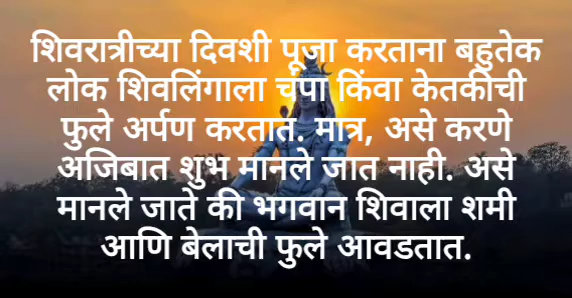 शिवरात्रीच्या दिवशी पूजा करताना बहुतेक
लोक शिवलिंगाला चंपा किंवा केतकीची
फुले अर्पण करतात. मात्र, असे करणे
अजिबात शुभ मानले जात नाही. असे
मानले जाते की भगवान शिवाला शमी
आणि बेलाची फुले आवडतात.